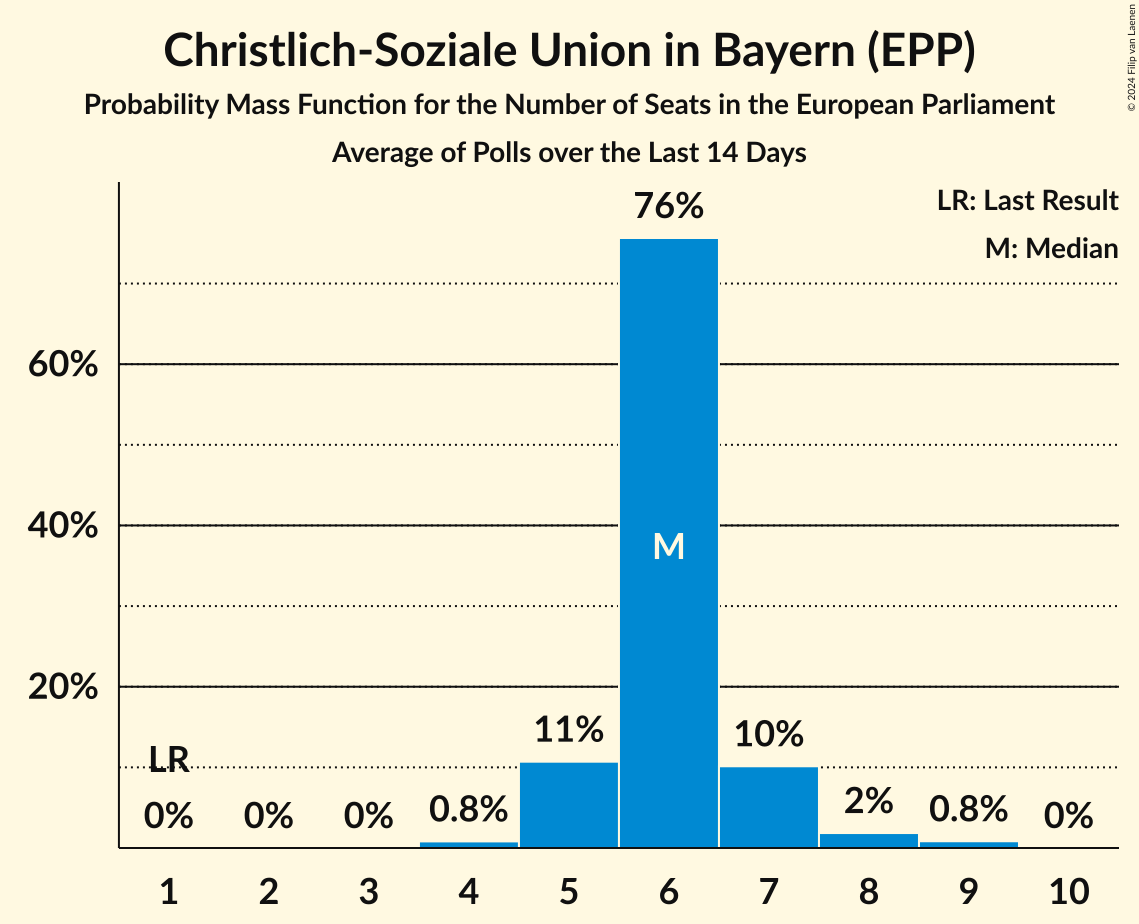 Christlich-Soziale Union in Bayern (EPP)
Probability Mass Function for the Number of Seats in the European Parliament
Average of Polls over the Last 14 Days
© 2024 Filip van Laenen
LR: Last Result
M: Median
76%
60%
40%
M
20%
11%
10%
LR
0%
0%
0%
0.8%
2%
0.8%
0%
1 2 3 4 5 6 7 8 9 10